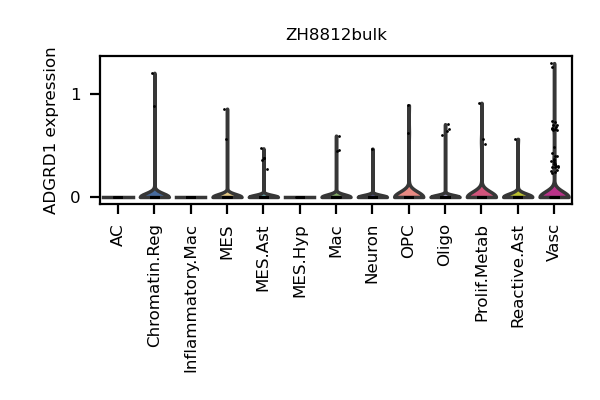 ZH8812bulk
ADGRD1 expression
1
0
AC
Chromatin.Reg
Inflammatory.Mac
MES
MES.Ast
MES.Hyp
Mac
Neuron
OPC
Oligo
Prolif.Metab
Reactive.Ast
Vasc